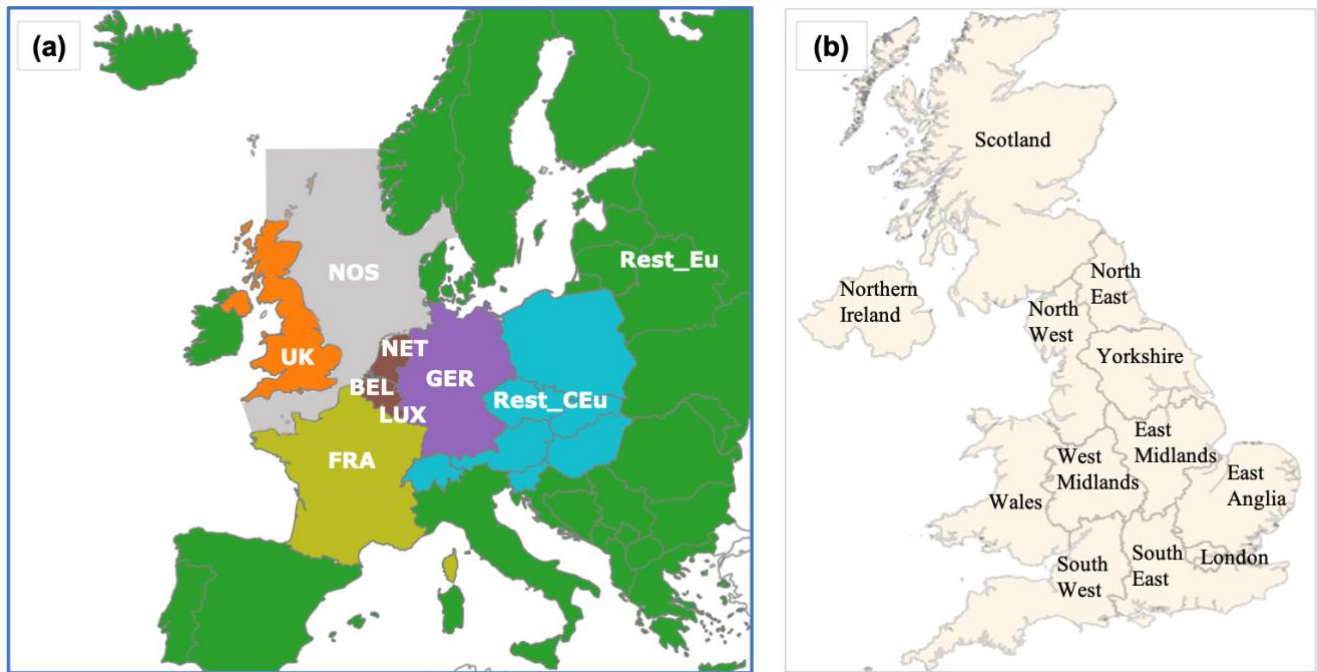 (a)
NOS
Rest_Eu
UK
NET
BEL
GER
LUX
Rest_CEu
FRA
(b)
Scotland
Northern
Ireland
North
East
North
West
Yorkshire
East
Midlands
West
Midlands
East
Anglia
Wales
London
South
East
South
West